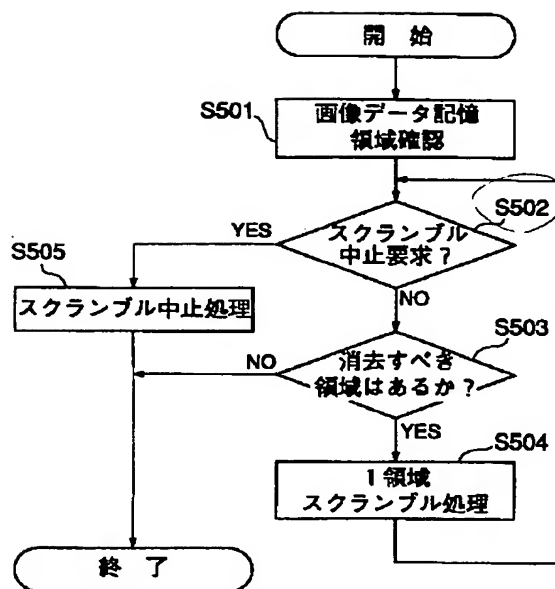 開 始
S501
画像データ記憶
領域確認
S502
YES
スクランブル
中止要求？
S505
スクランブル中止処理
NO
S503
NO
消去すべき
領域はあるか？
YES
S504
1領域
スクランブル処理
終 了